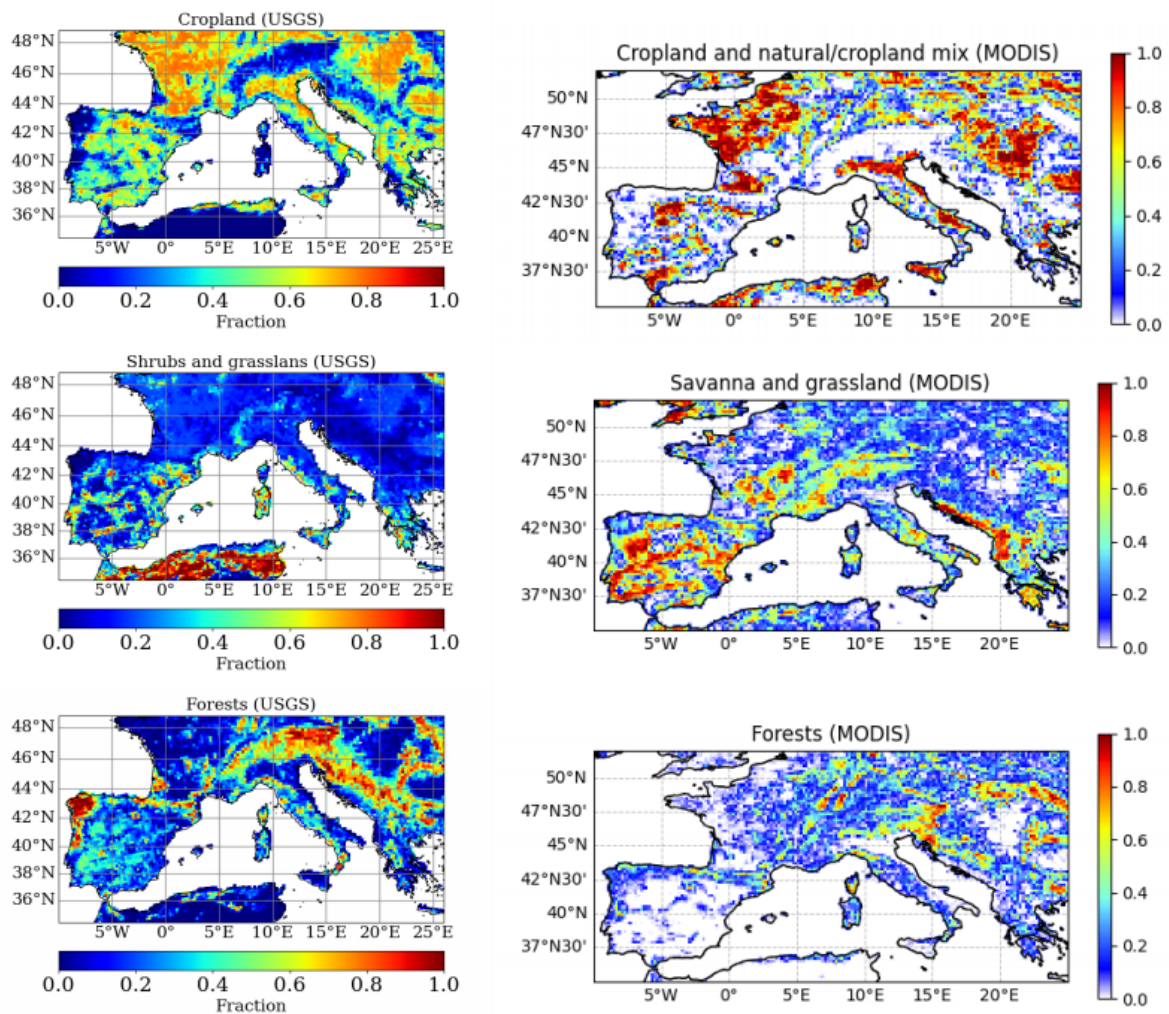 Cropland (USGS)
48°N
46°N
44°N
42°N
40°N
38°N
36°N
5°W 0° 5°E 10°E 15°E 20°E 25°E
0.0 0.2 0.4 0.6 0.8 1.0
Fraction
Cropland and natural/cropland mix (MODIS)
50°N
47°N30'
45°N
42°N30'
40°N
37°N30'
5°W 0° 5°E 10°E 15°E 20°E
1.0
0.8
0.6
0.4
0.2
0.0
Shrubs and grasslans (USGS)
48°N
46°N
44°N
42°N
40°N
38°N
36°N
5°W 0° 5°E 10°E 15°E 20°E 25°E
0.0 0.2 0.4 0.6 0.8 1.0
Fraction
Savanna and grassland (MODIS)
50°N
47°N30'
45°N
42°N30'
40°N
37°N30'
5°W 0° 5°E 10°E 15°E 20°E
1.0
0.8
0.6
0.4
0.2
0.0
Forests (USGS)
48°N
46°N
44°N
42°N
40°N
38°N
36°N
5°W 0° 5°E 10°E 15°E 20°E 25°E
0.0 0.2 0.4 0.6 0.8 1.0
Fraction
Forests (MODIS)
50°N
47°N30'
45°N
42°N30'
40°N
37°N30'
5°W 0° 5°E 10°E 15°E 20°E
1.0
0.8
0.6
0.4
0.2
0.0